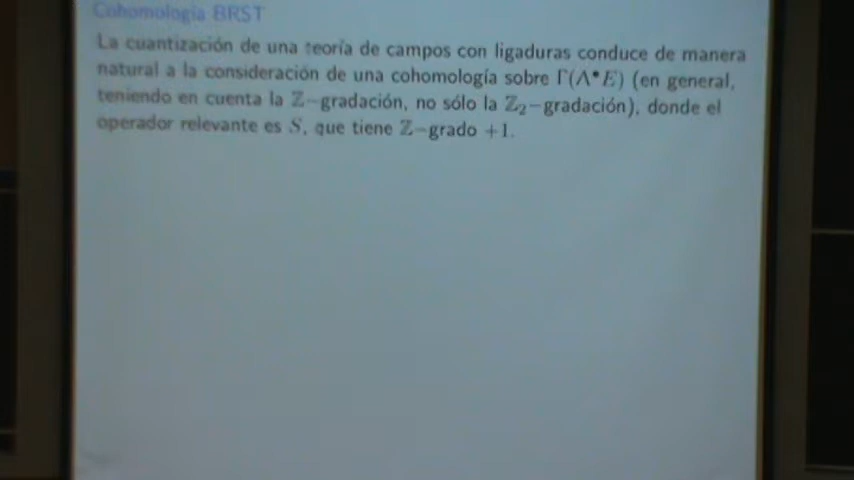 Cohomología BRST
La cuantización de una teoría de campos con ligaduras conduce de manera
natural a la consideración de una cohomología sobre Γ(Λ•E) (en general,
teniendo en cuenta la ℤ−gradación, no sólo la ℤ₂−gradación), donde el
operador relevante es S, que tiene ℤ−grado +1.